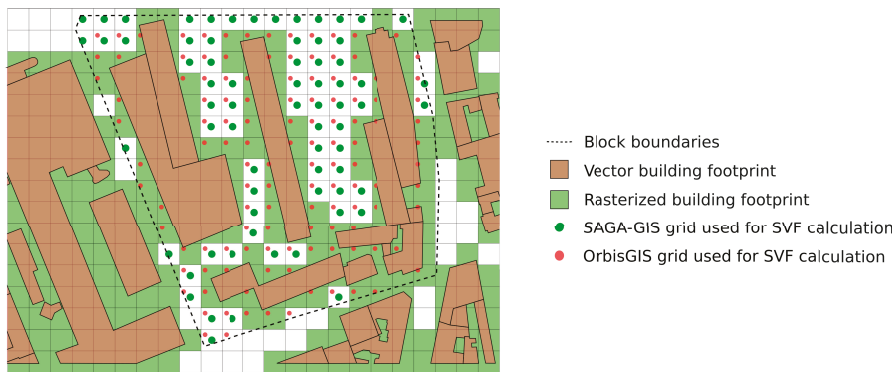 Block boundaries
Vector building footprint
Rasterized building footprint
SAGA-GIS grid used for SVF calculation
OrbisGIS grid used for SVF calculation